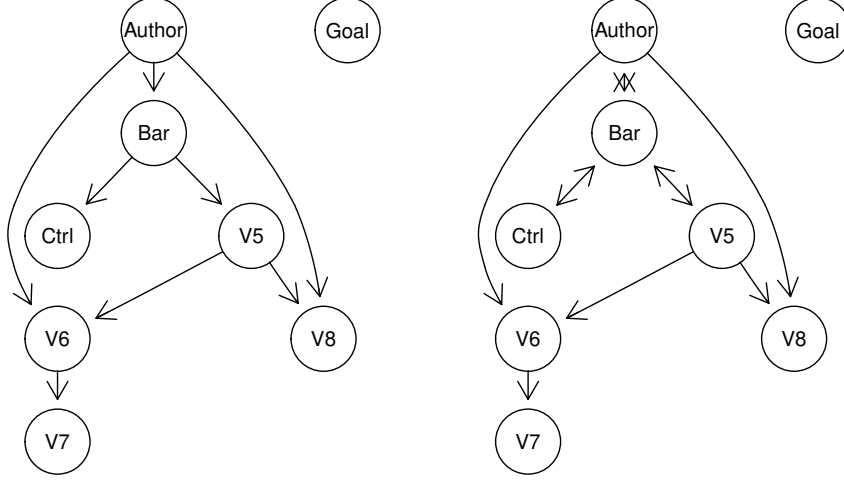 Author
Goal
Bar
Ctrl
V5
V6
V8
V7
Author
Goal
Bar
Ctrl
V5
V6
V8
V7